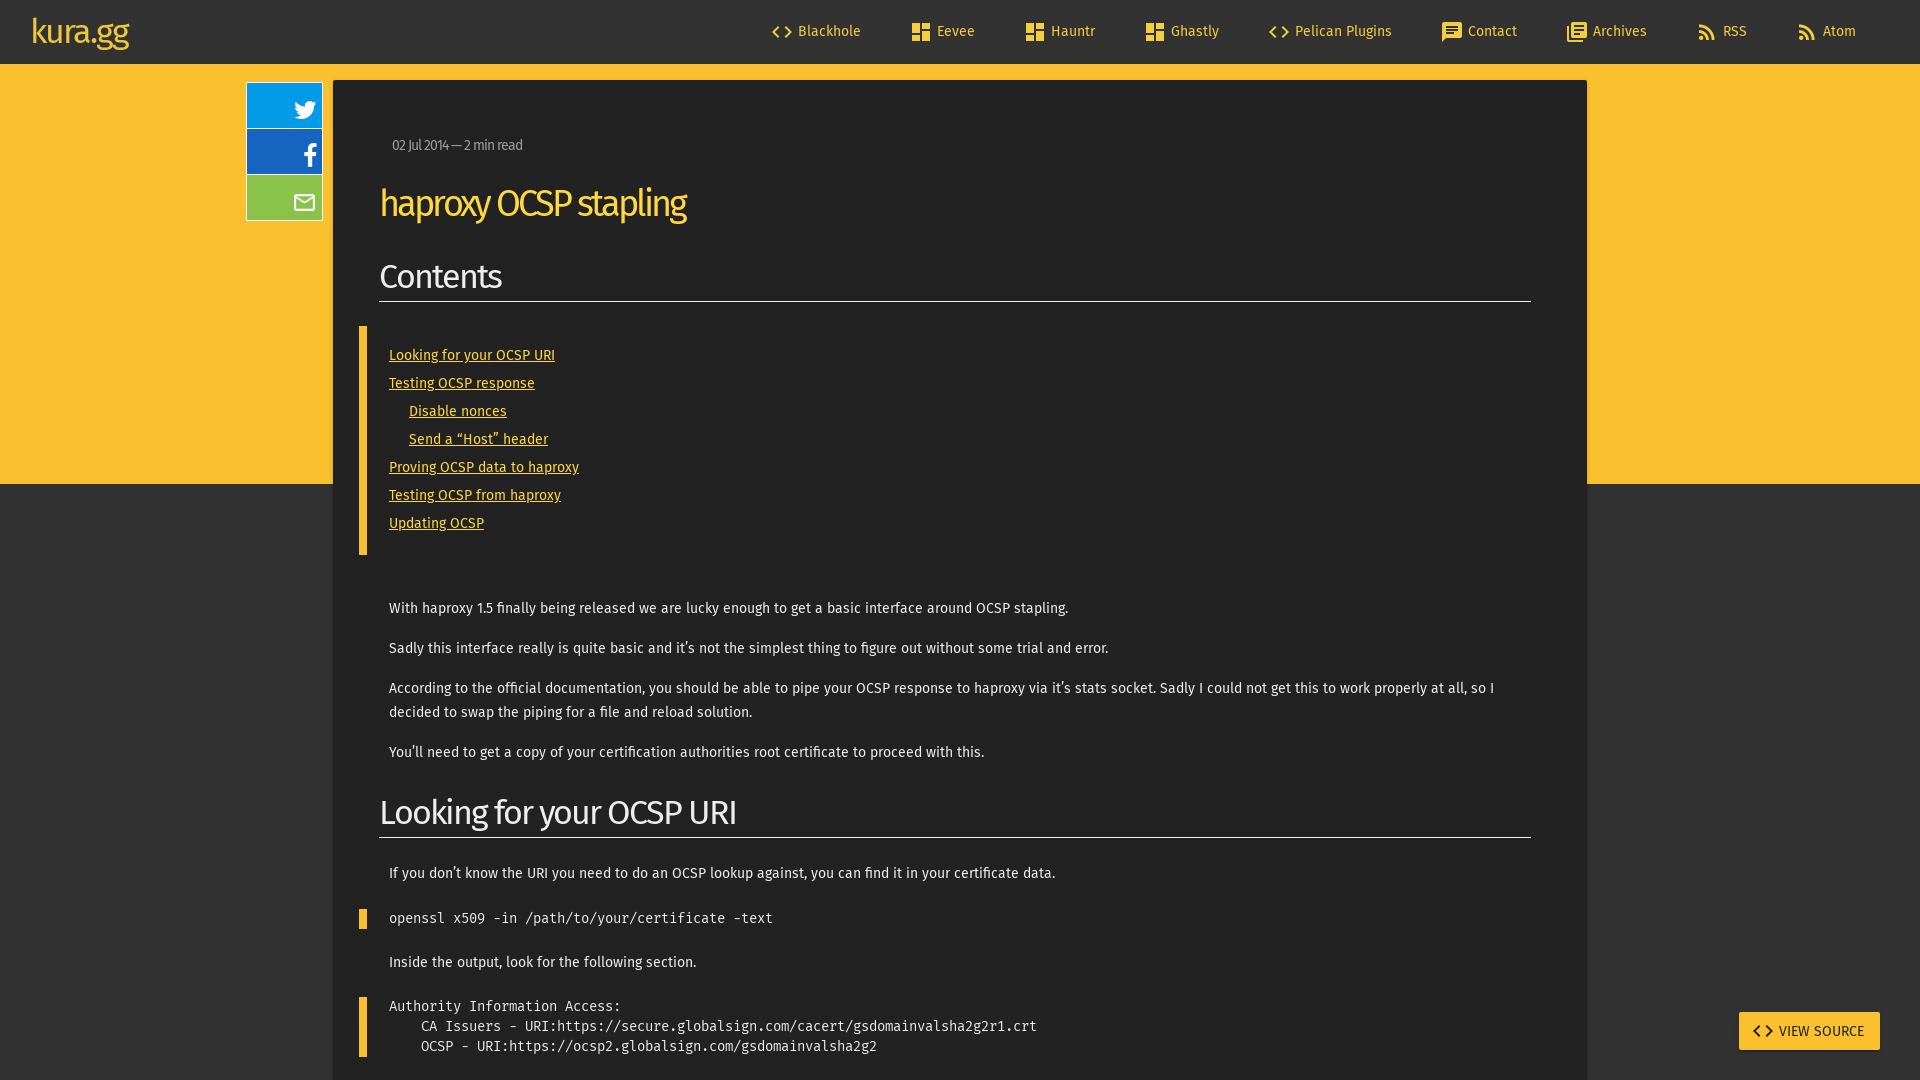 kura.gg
Blackhole
Eevee
Hauntr
Ghastly
Pelican Plugins
Contact
Archives
RSS
Atom
02 Jul 2014 — 2 min read
haproxy OCSP stapling
Contents
Looking for your OCSP URI
Testing OCSP response
Disable nonces
Send a “Host” header
Proving OCSP data to haproxy
Testing OCSP from haproxy
Updating OCSP
With haproxy 1.5 finally being released we are lucky enough to get a basic interface around OCSP stapling.
Sadly this interface really is quite basic and it’s not the simplest thing to figure out without some trial and error.
According to the official documentation, you should be able to pipe your OCSP response to haproxy via it’s stats socket. Sadly I could not get this to work properly at all, so I
decided to swap the piping for a file and reload solution.
You’ll need to get a copy of your certification authorities root certificate to proceed with this.
Looking for your OCSP URI
If you don’t know the URI you need to do an OCSP lookup against, you can find it in your certificate data.
openssl x509 -in /path/to/your/certificate -text
Inside the output, look for the following section.
Authority Information Access:
    CA Issuers - URI:https://secure.globalsign.com/cacert/gsdomainvalsha2g2r1.crt
    OCSP - URI:https://ocsp2.globalsign.com/gsdomainvalsha2g2
VIEW SOURCE